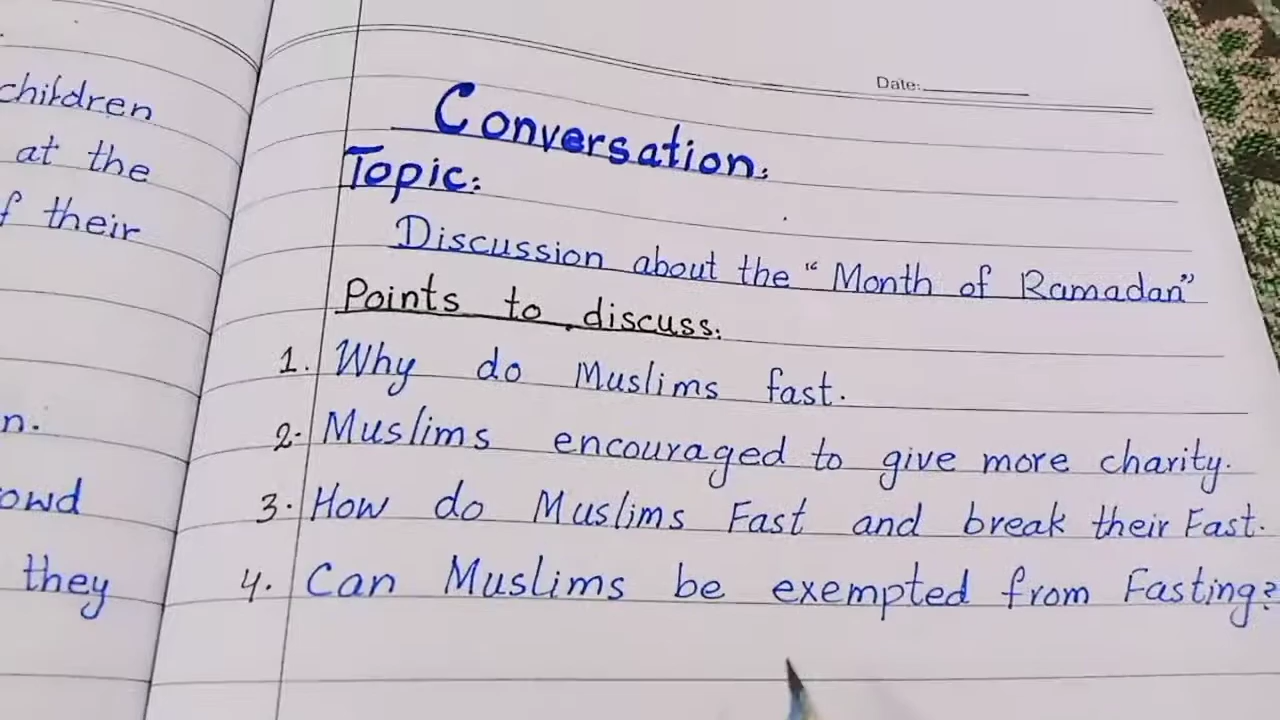 children
at the
f their
n.
owd
they
Date:
Conversation:
Topic:
Discussion about the "Month of Ramadan"
Points to discuss:
1. Why do Muslims fast.
2. Muslims encouraged to give more charity.
3. How do Muslims Fast and break their Fast.
4. Can Muslims be exempted from Fasting?